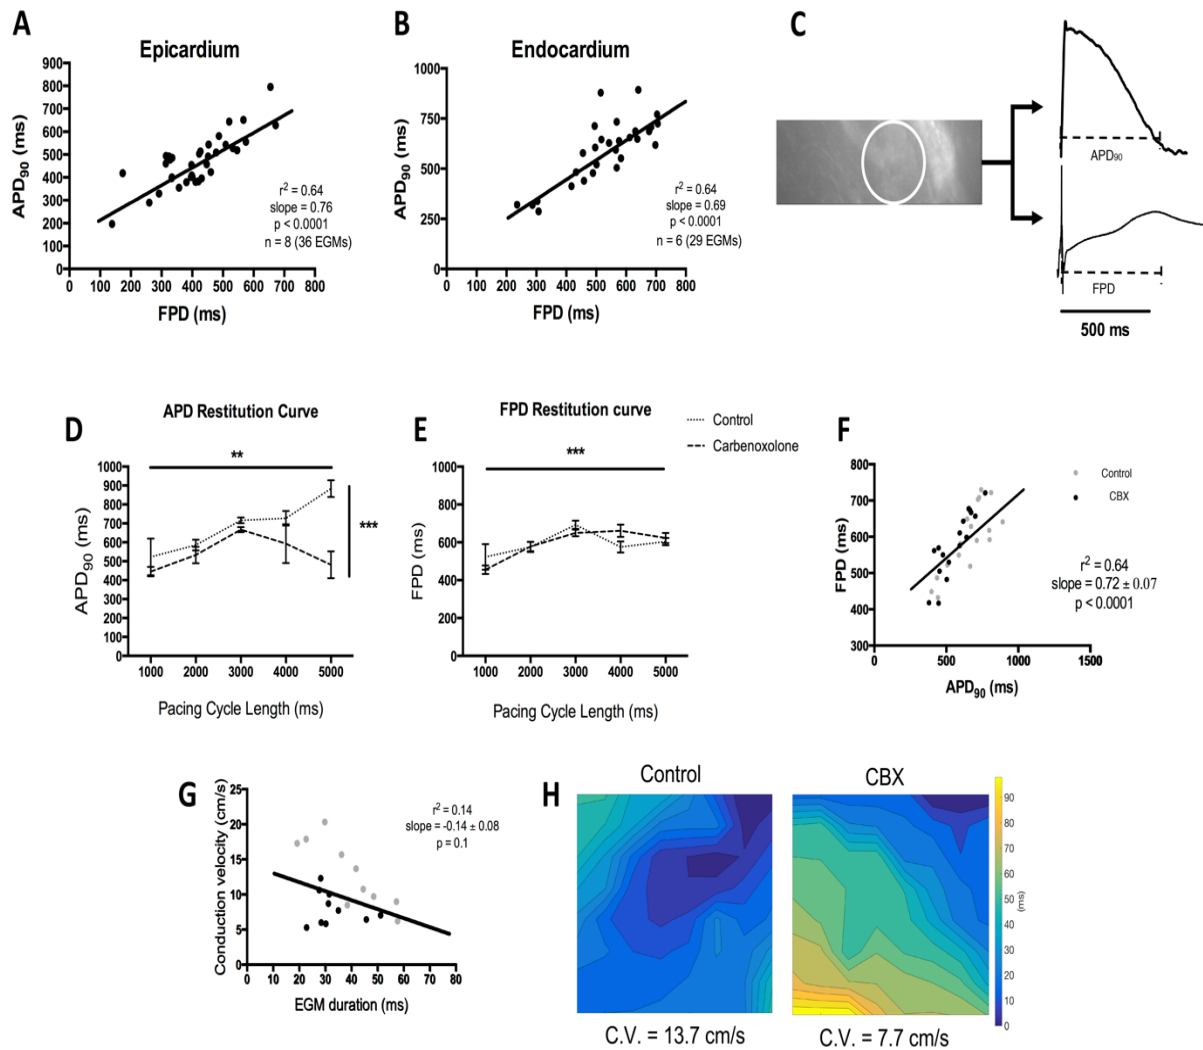 A
Epicardium
APD90 (ms)
900
800
700
600
500
400
300
200
100
0
0 100 200 300 400 500 600 700 800
FPD (ms)
r2 = 0.64
slope = 0.76
p < 0.0001
n = 8 (36 EGMs)
B
Endocardium
APD90 (ms)
1000
750
500
250
0
0 100 200 300 400 500 600 700 800
FPD (ms)
r2 = 0.64
slope = 0.69
p < 0.0001
n = 6 (29 EGMs)
C
APD90
FPD
500 ms
D
APD Restitution Curve
**
***
APD90 (ms)
1000
900
800
700
600
500
400
300
200
100
0
1000 2000 3000 4000 5000
Pacing Cycle Length (ms)
E
FPD Restitution curve
***
Control
Carbenoxolone
FPD (ms)
1000
900
800
700
600
500
400
300
200
100
0
1000 2000 3000 4000 5000
Pacing Cycle Length (ms)
F
FPD (ms)
800
700
600
500
400
300
0 500 1000 1500
APD90 (ms)
Control
CBX
r2 = 0.64
slope = 0.72 ± 0.07
p < 0.0001
G
Conduction velocity (cm/s)
25
20
15
10
5
0
0 10 20 30 40 50 60 70 80
EGM duration (ms)
r2 = 0.14
slope = -0.14 ± 0.08
p = 0.1
H
Control
C.V. = 13.7 cm/s
CBX
C.V. = 7.7 cm/s
90
80
70
60
50
40
30
20
10
0
(ms)